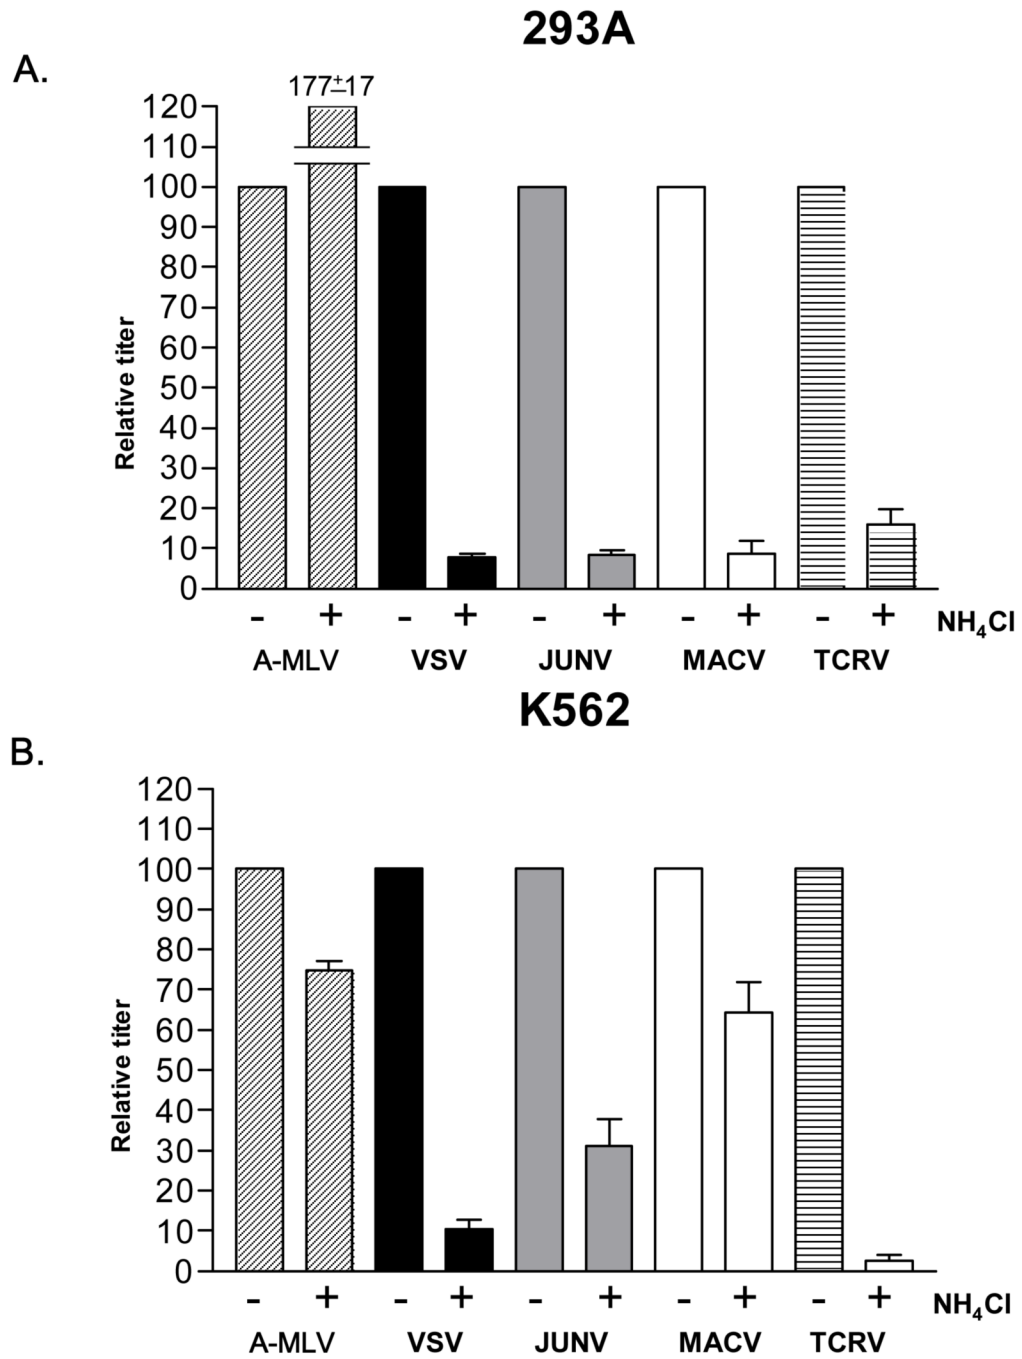 293A
A.
177±17
120
110
100
90
80
70
60
50
40
30
20
10
0
Relative titer
- + - + - + - + - + NH₄Cl
A-MLV VSV JUNV MACV TCRV
K562
B.
120
110
100
90
80
70
60
50
40
30
20
10
0
Relative titer
- + - + - + - + - + NH₄Cl
A-MLV VSV JUNV MACV TCRV